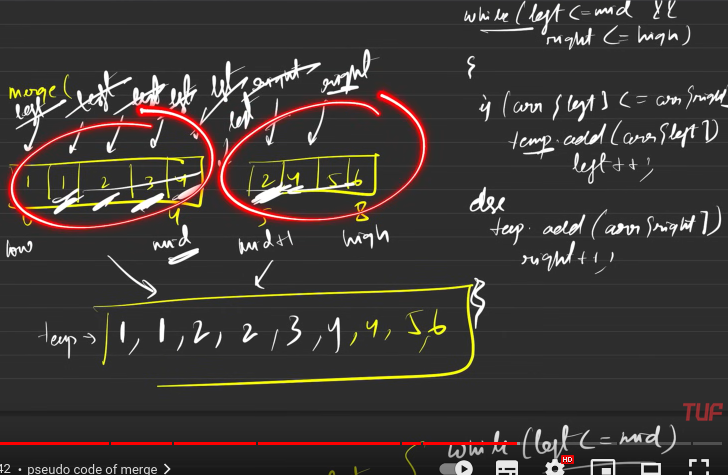 while (left <= mid &&
right <= high)
{
merge(
left left left left left right right
left
if (arr[left] <= arr[right
temp.add(arr[left])
left++;
1 1 2 3 4
2 4 5 6
4 5 8
else
temp.add(arr[right])
right++;
low mid mid+1 high
}
temp → 1, 1, 2, 2, 3, 4, 4, 5, 6
TUF
while (left <= mid)
{
42 • pseudo code of merge >
HD